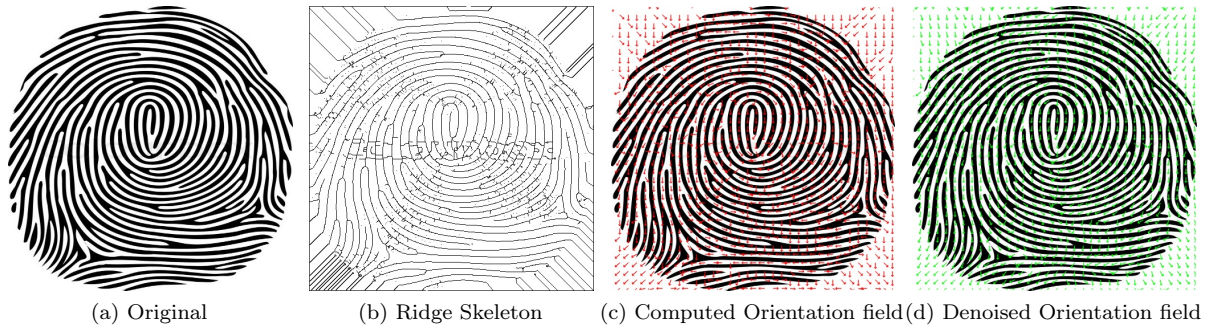 (a) Original
(b) Ridge Skeleton
(c) Computed Orientation field
(d) Denoised Orientation field